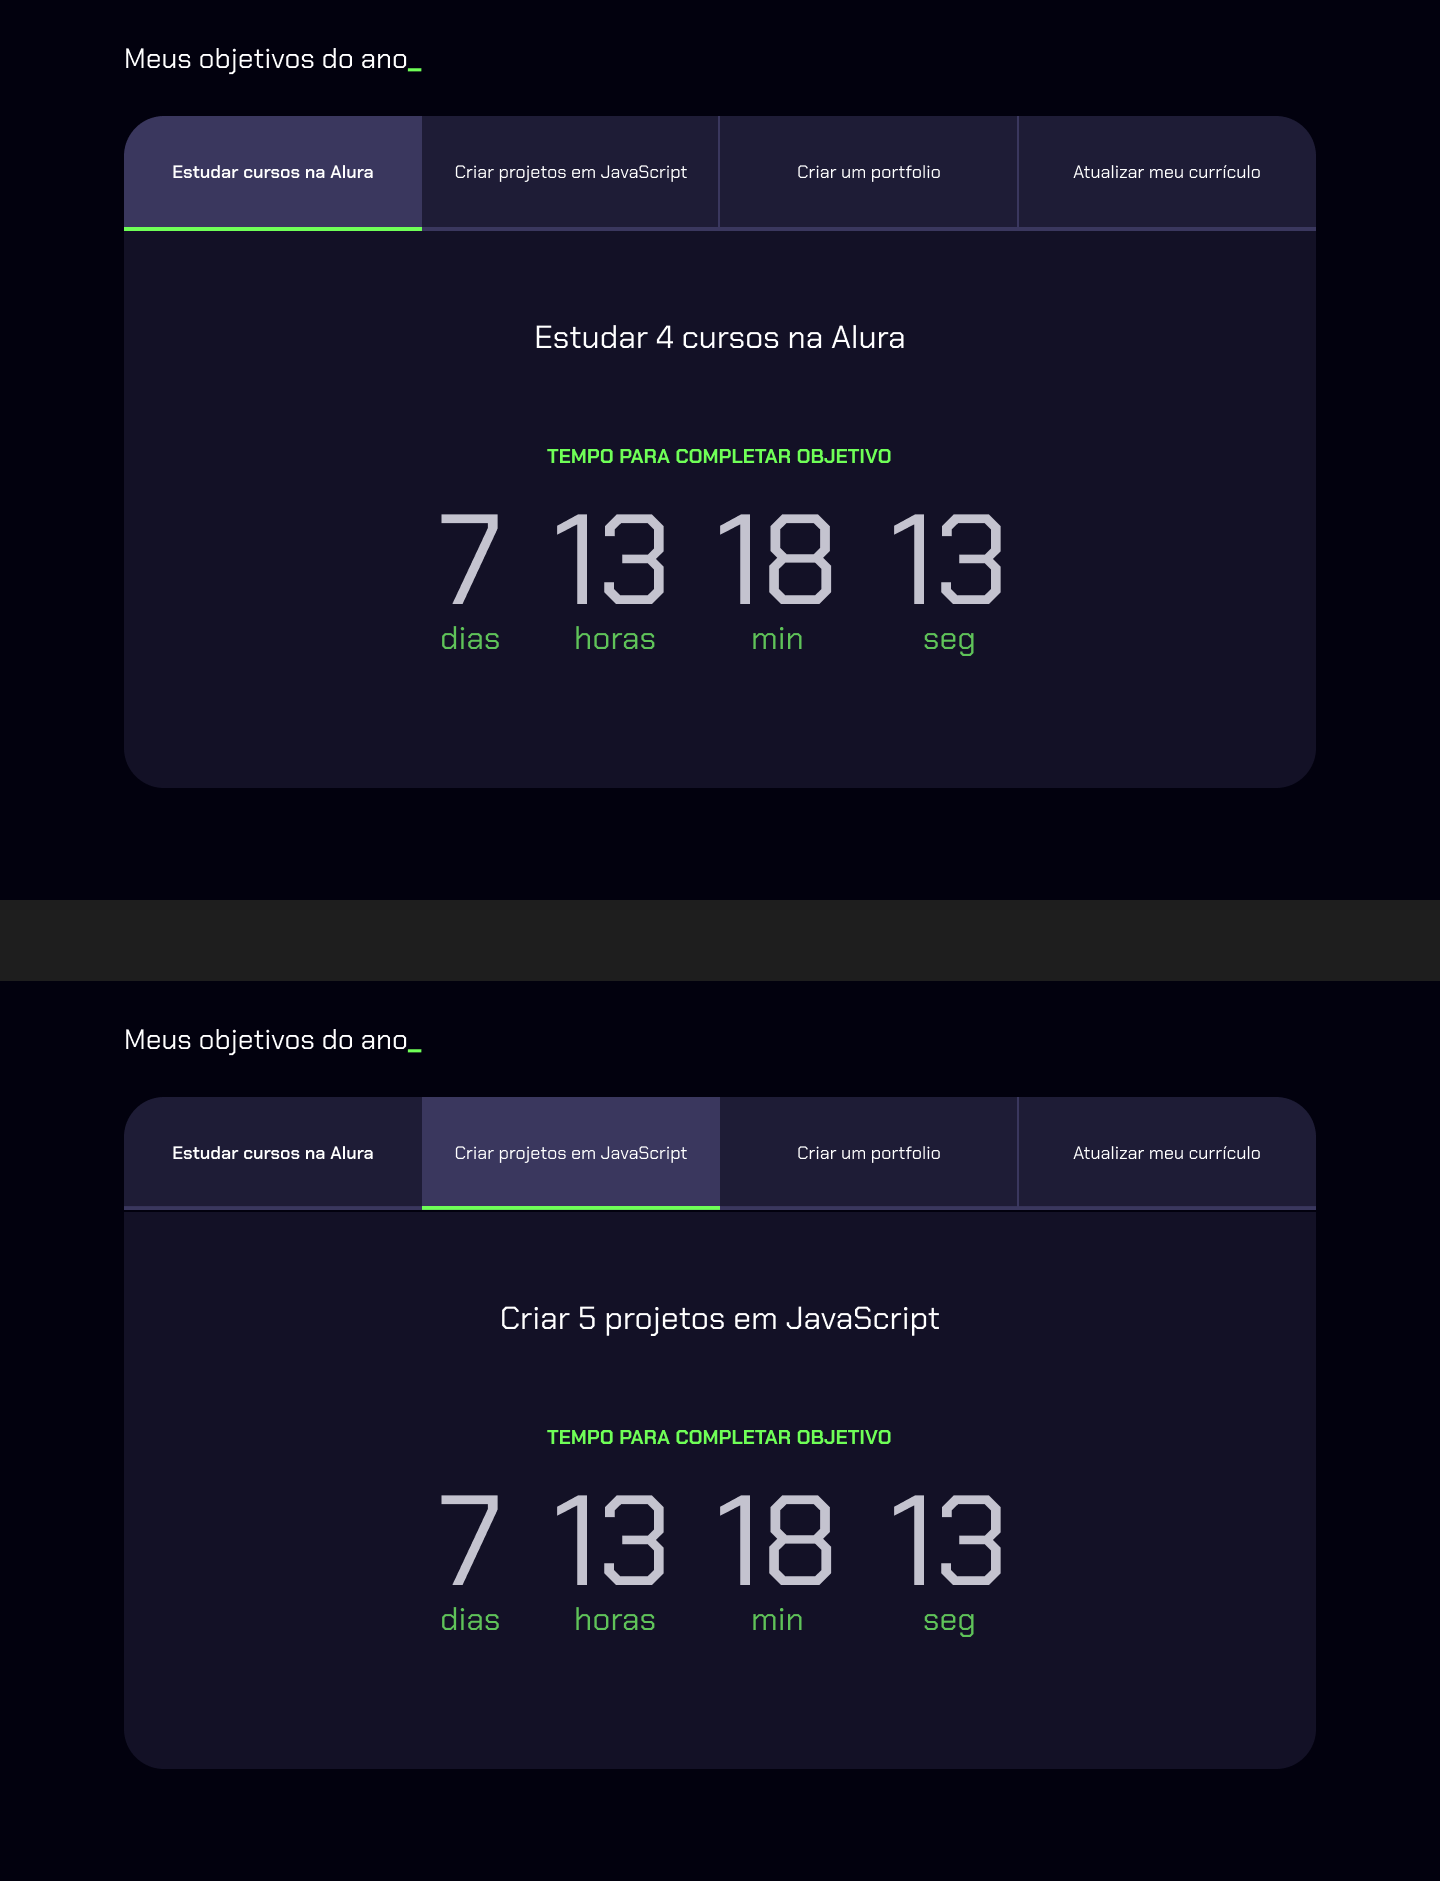 Meus objetivos do ano_
Estudar cursos na Alura
Criar projetos em JavaScript
Criar um portfolio
Atualizar meu currículo
Estudar 4 cursos na Alura
TEMPO PARA COMPLETAR OBJETIVO
7 13 18 13
dias horas min seg
Meus objetivos do ano_
Estudar cursos na Alura
Criar projetos em JavaScript
Criar um portfolio
Atualizar meu currículo
Criar 5 projetos em JavaScript
TEMPO PARA COMPLETAR OBJETIVO
7 13 18 13
dias horas min seg